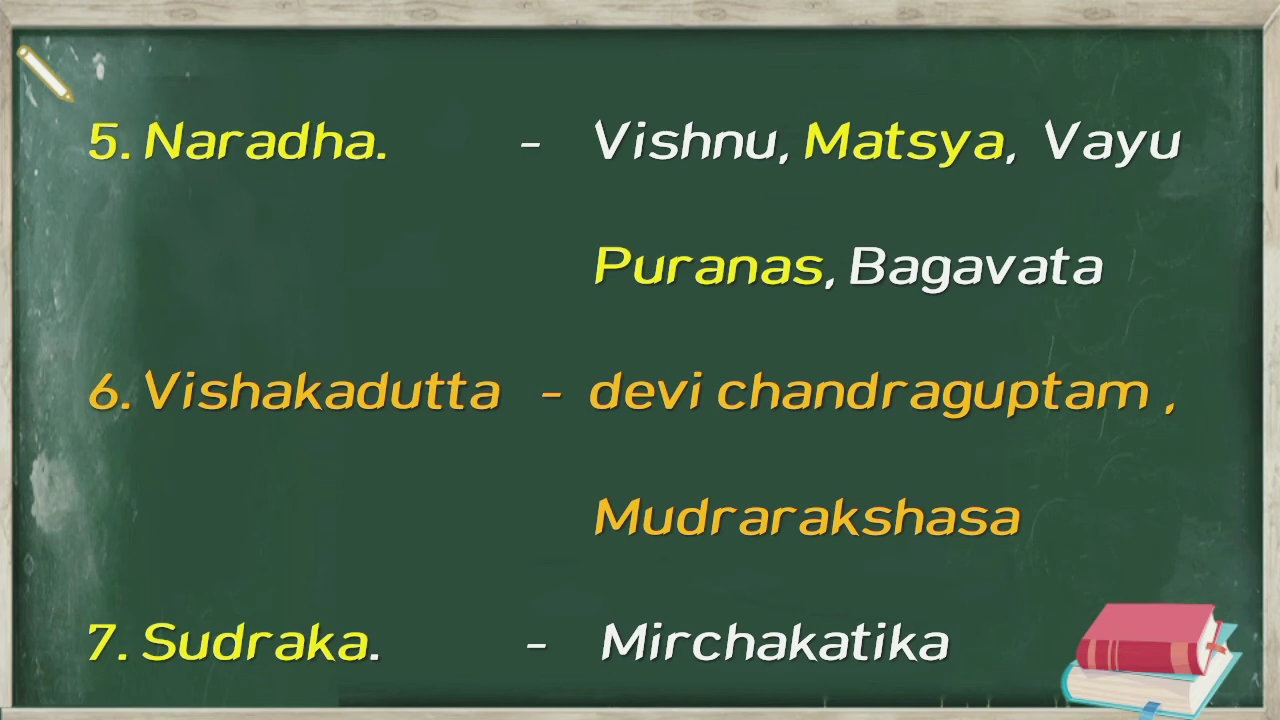 5. Naradha. - Vishnu, Matsya, Vayu
Puranas, Bagavata
6. Vishakadutta - devi chandraguptam ,
Mudrarakshasa
7. Sudraka. - Mirchakatika